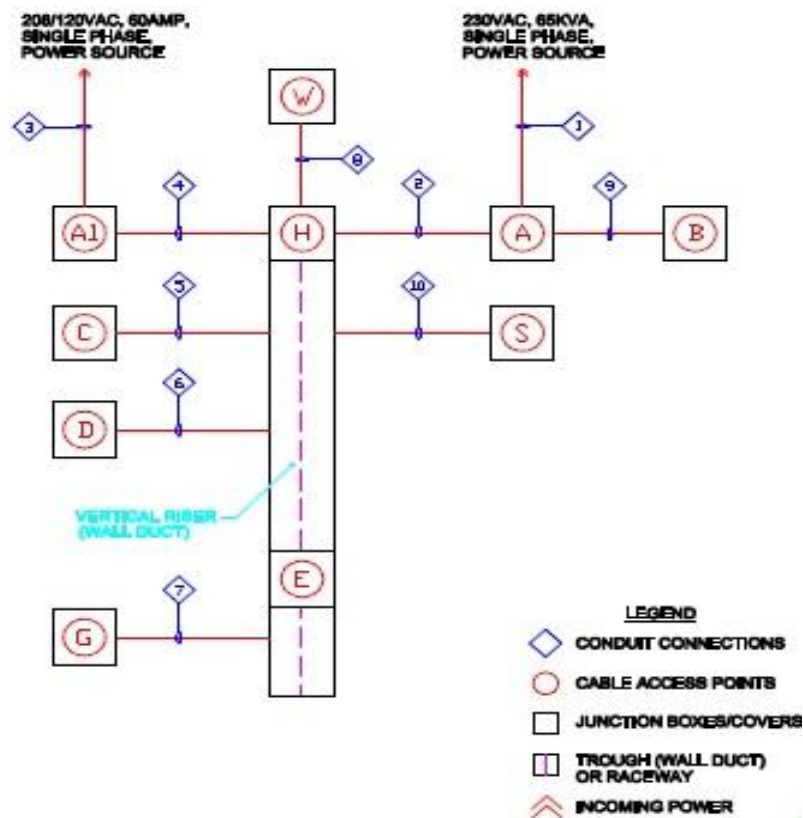 208/120VAC, 60AMP,
SINGLE PHASE,
POWER SOURCE
230VAC, 65KVA,
SINGLE PHASE,
POWER SOURCE
W
3
8
1
4
2
9
A1
H
A
B
5
10
C
S
6
D
VERTICAL RISER
(WALL DUCT)
E
7
G
LEGEND
CONDUIT CONNECTIONS
CABLE ACCESS POINTS
JUNCTION BOXES/COVERS
TROUGH (WALL DUCT)
OR RACEWAY
INCOMING POWER